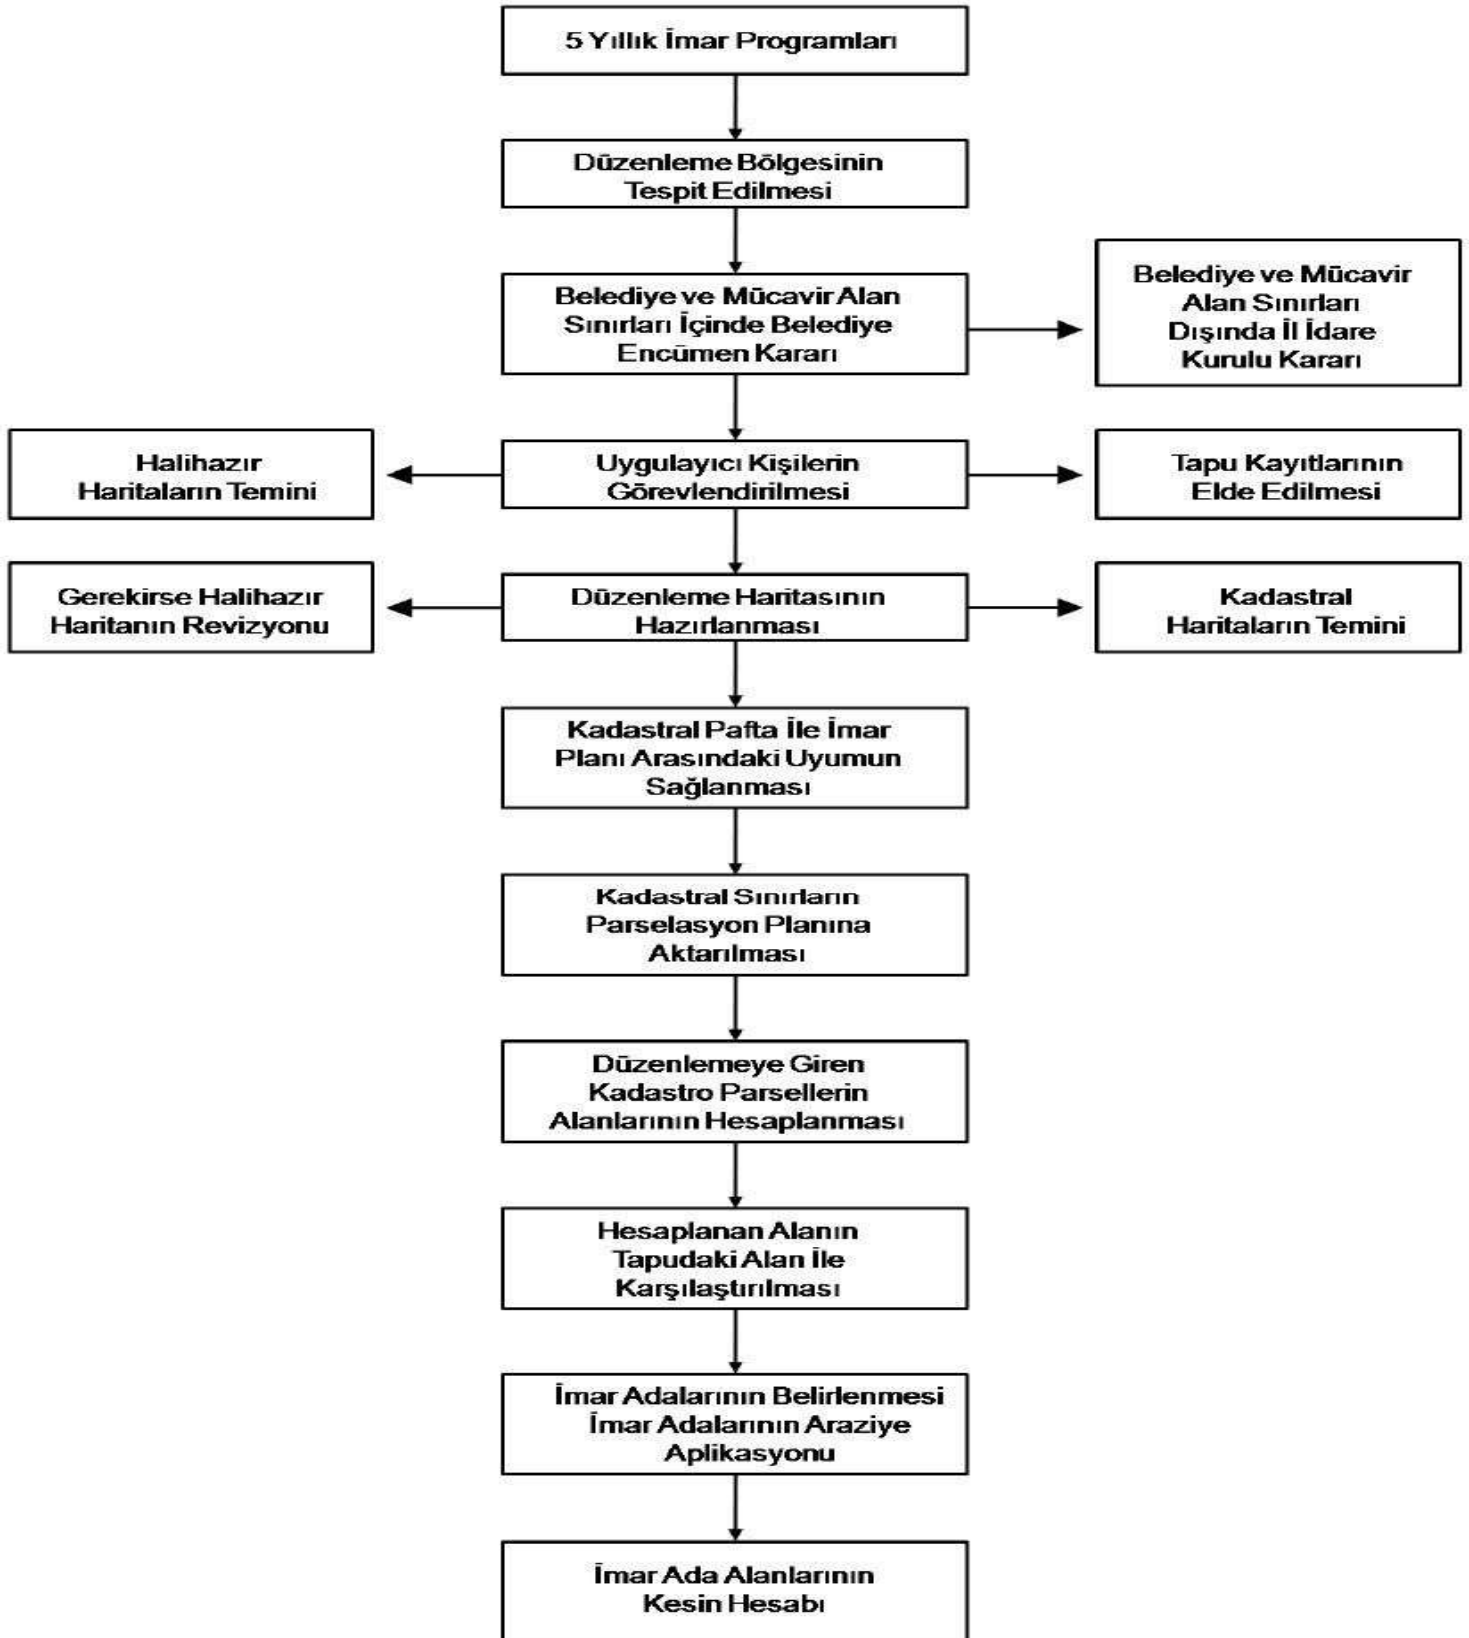 5 Yıllık İmar Programları
Düzenleme Bölgesinin
Tespit Edilmesi
Belediye ve Mücavir Alan
Sınırları İçinde Belediye
Encümen Kararı
Belediye ve Mücavir
Alan Sınırları
Dışında İl İdare
Kurulu Kararı
Halihazır
Haritaların Temini
Uygulayıcı Kişilerin
Görevlendirilmesi
Tapu Kayıtlarının
Elde Edilmesi
Gerekirse Halihazır
Haritanın Revizyonu
Düzenleme Haritasının
Hazırlanması
Kadastral
Haritaların Temini
Kadastral Pafta İle İmar
Planı Arasındaki Uyumun
Sağlanması
Kadastral Sınırların
Parselasyon Planına
Aktarılması
Düzenlemeye Giren
Kadastro Parsellerin
Alanlarının Hesaplanması
Hesaplanan Alanın
Tapudaki Alan İle
Karşılaştırılması
İmar Adalarının Belirlenmesi
İmar Adalarının Araziye
Aplikasyonu
İmar Ada Alanlarının
Kesin Hesabı